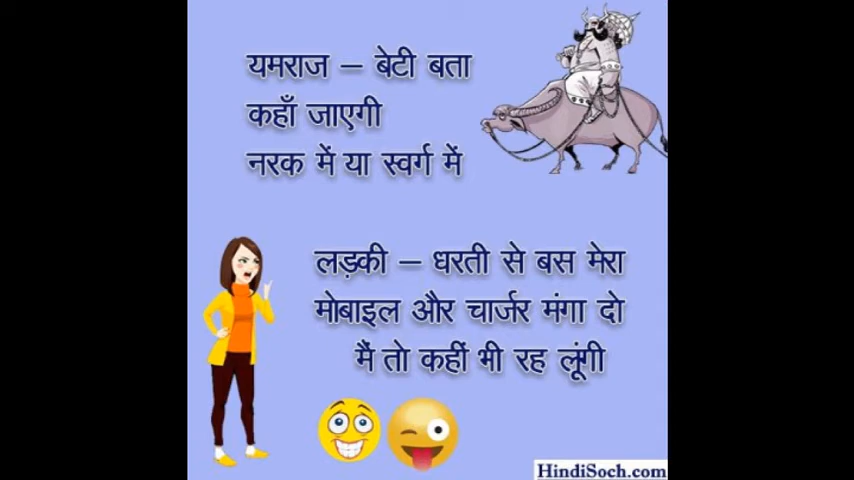 यमराज – बेटी बता
कहाँ जाएगी
नरक में या स्वर्ग में
लड़की – धरती से बस मेरा
मोबाइल और चार्जर मंगा दो
मैं तो कहीं भी रह लूंगी
HindiSoch.com